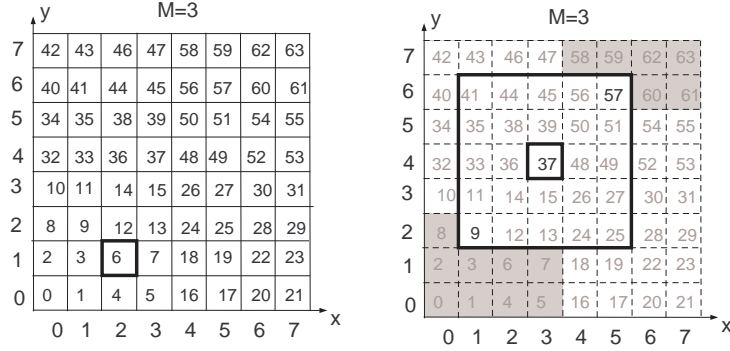 y M=3
7 42 43 46 47 58 59 62 63
6 40 41 44 45 56 57 60 61
5 34 35 38 39 50 51 54 55
4 32 33 36 37 48 49 52 53
3 10 11 14 15 26 27 30 31
2 8 9 12 13 24 25 28 29
1 2 3 6 7 18 19 22 23
0 0 1 4 5 16 17 20 21
x
0 1 2 3 4 5 6 7
y M=3
7 42 43 46 47 58 59 62 63
6 40 41 44 45 56 57 60 61
5 34 35 38 39 50 51 54 55
4 32 33 36 37 48 49 52 53
3 10 11 14 15 26 27 30 31
2 8 9 12 13 24 25 28 29
1 2 3 6 7 18 19 22 23
0 0 1 4 5 16 17 20 21
x
0 1 2 3 4 5 6 7